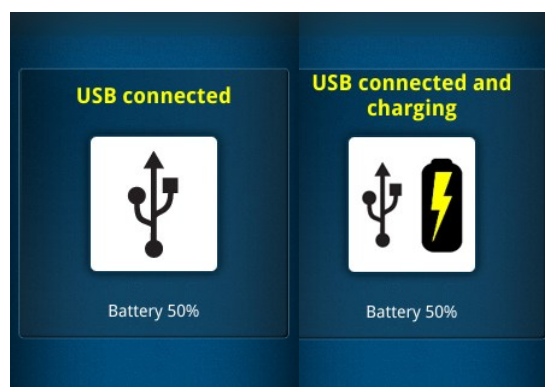 USB connected
Battery 50%
USB connected and
charging
Battery 50%